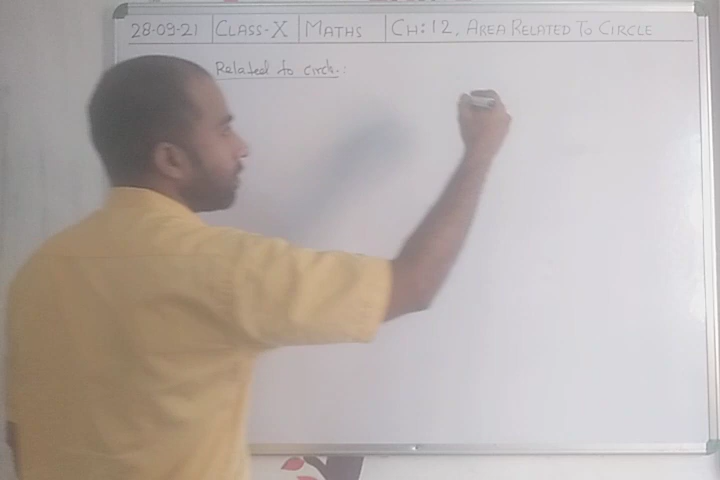 28-09-21 | CLASS-X | MATHS | CH:12, AREA RELATED TO CIRCLE
Related to circle: